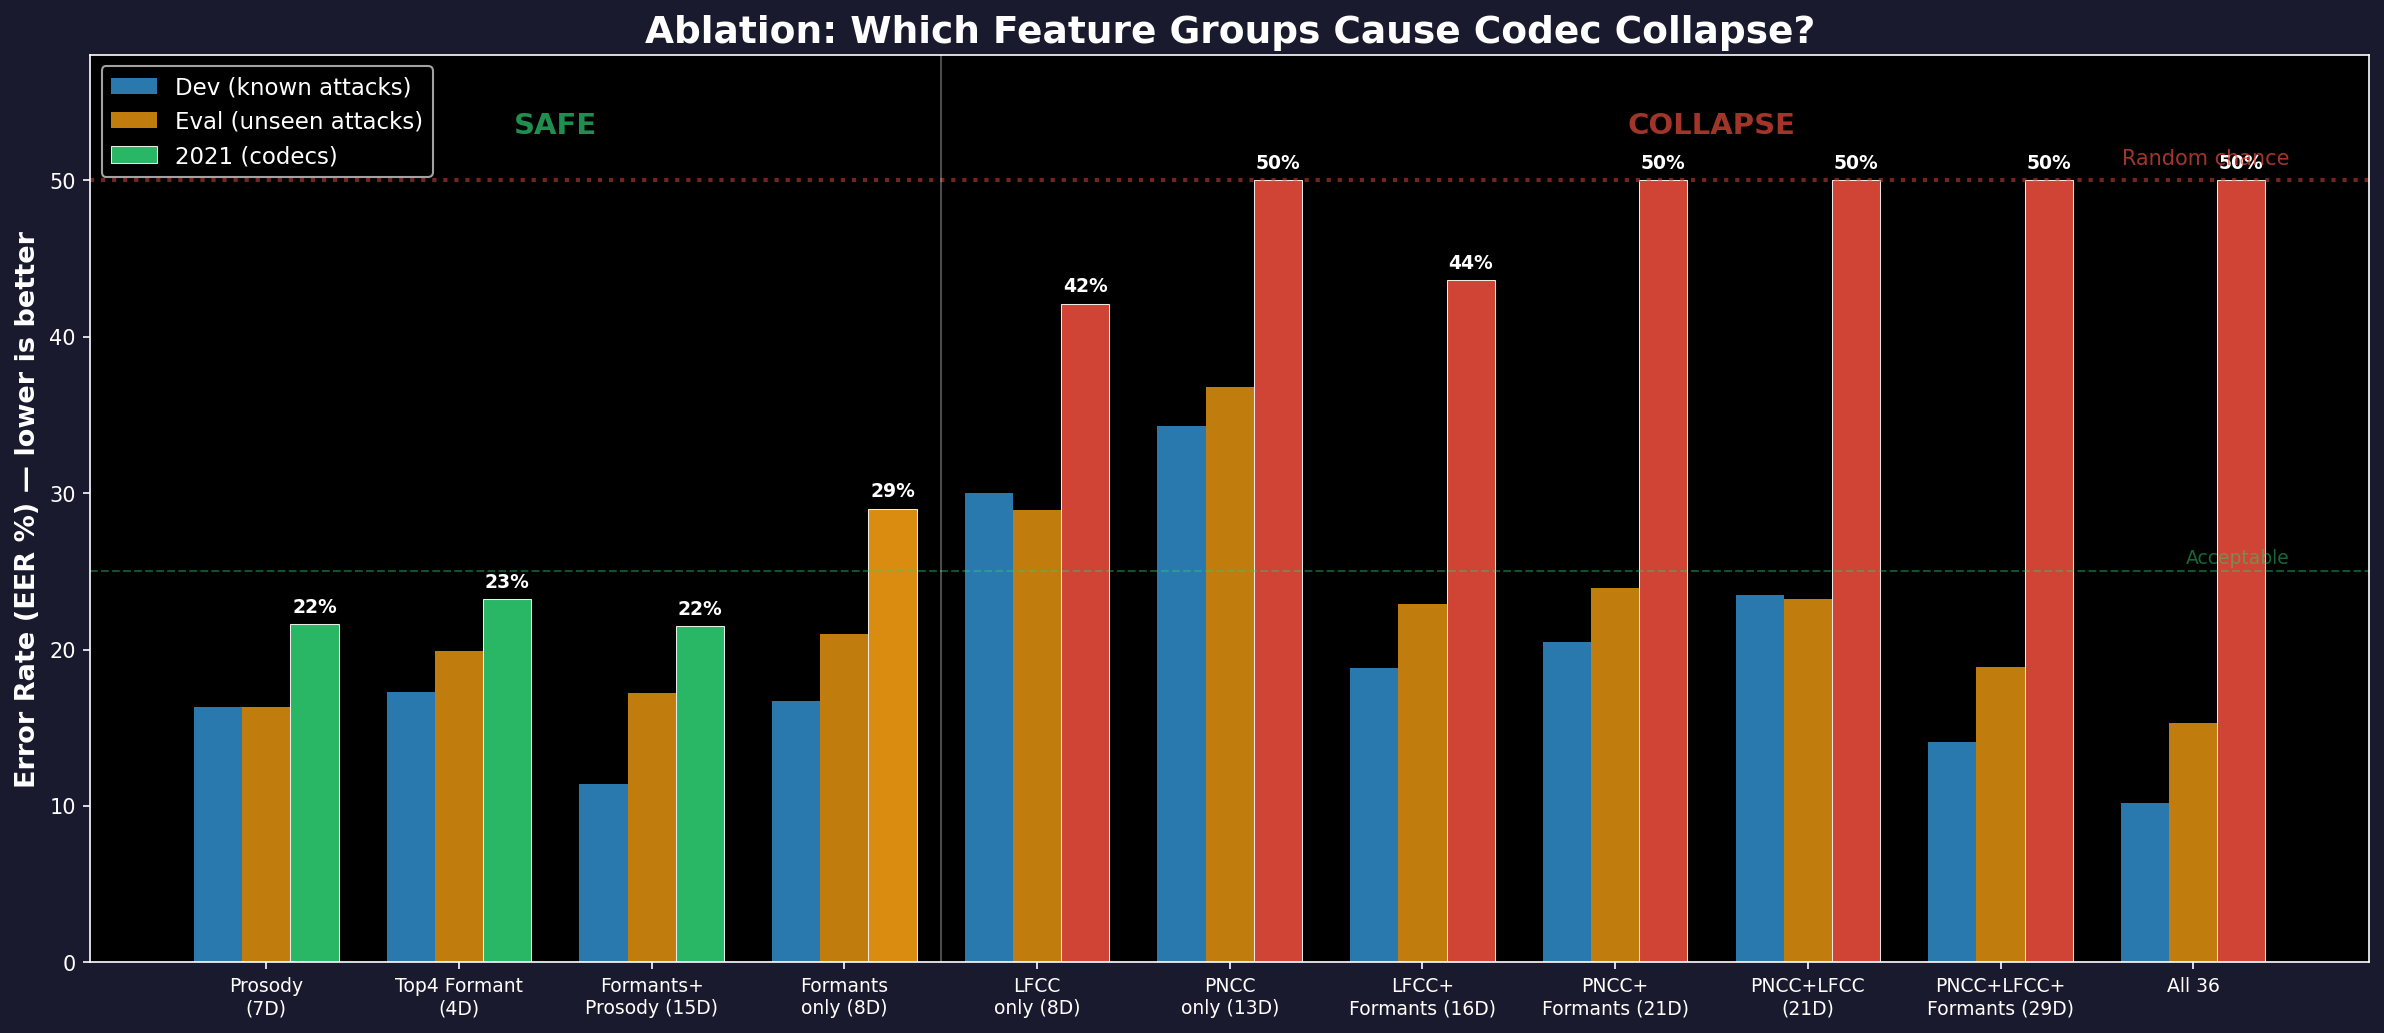 Ablation: Which Feature Groups Cause Codec Collapse?
Dev (known attacks)
Eval (unseen attacks)
2021 (codecs)
SAFE
COLLAPSE
Random chance
Acceptable
Error Rate (EER %) — lower is better
50
40
30
20
10
0
22%
23%
22%
29%
42%
50%
44%
50%
50%
50%
50%
Prosody
(7D)
Top4 Formant
(4D)
Formants+
Prosody (15D)
Formants
only (8D)
LFCC
only (8D)
PNCC
only (13D)
LFCC+
Formants (16D)
PNCC+
Formants (21D)
PNCC+LFCC
(21D)
PNCC+LFCC+
Formants (29D)
All 36